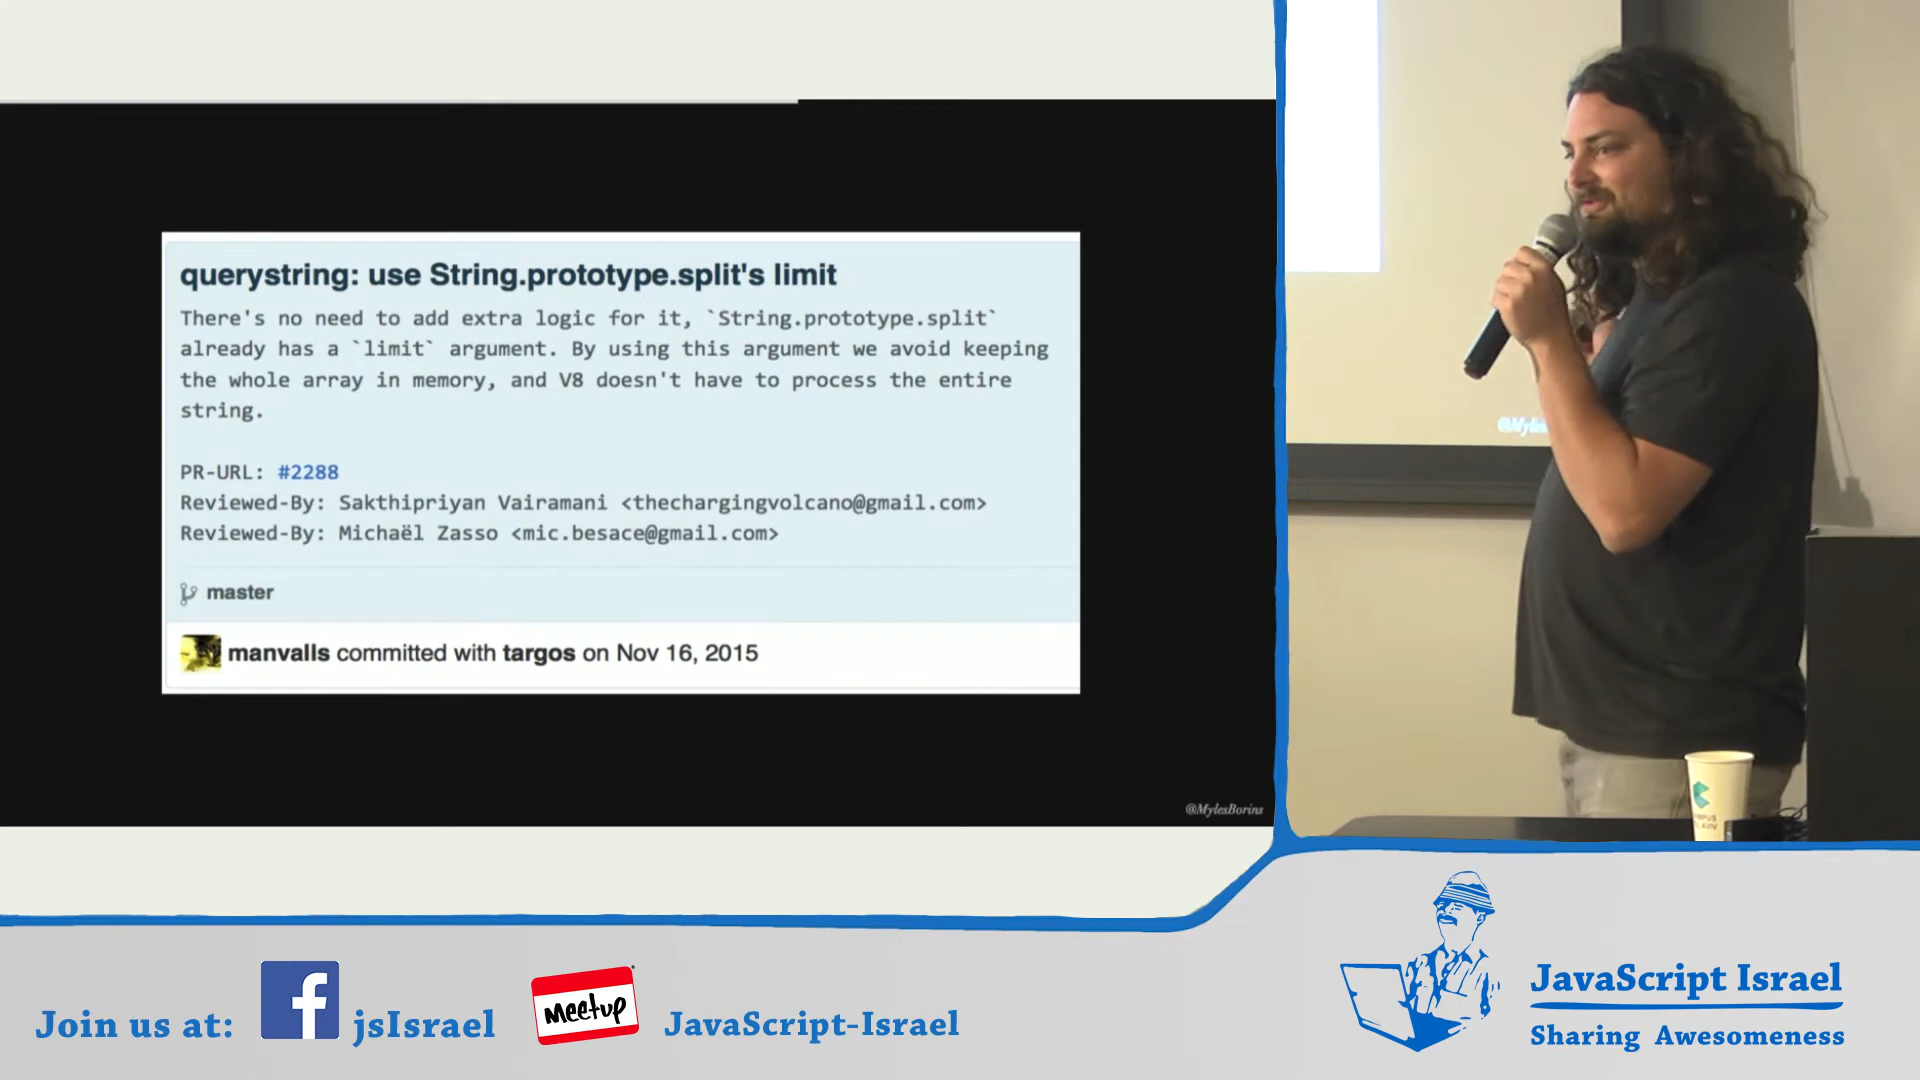 querystring: use String.prototype.split's limit
There's no need to add extra logic for it, `String.prototype.split`
already has a `limit` argument. By using this argument we avoid keeping
the whole array in memory, and V8 doesn't have to process the entire
string.
PR-URL: #2288
Reviewed-By: Sakthipriyan Vairamani <thechargingvolcano@gmail.com>
Reviewed-By: Michaël Zasso <mic.besace@gmail.com>
master
manvalls committed with targos on Nov 16, 2015
@MylesBorins
Join us at:
f
jsIsrael
Meetup
JavaScript-Israel
JavaScript Israel
Sharing Awesomeness